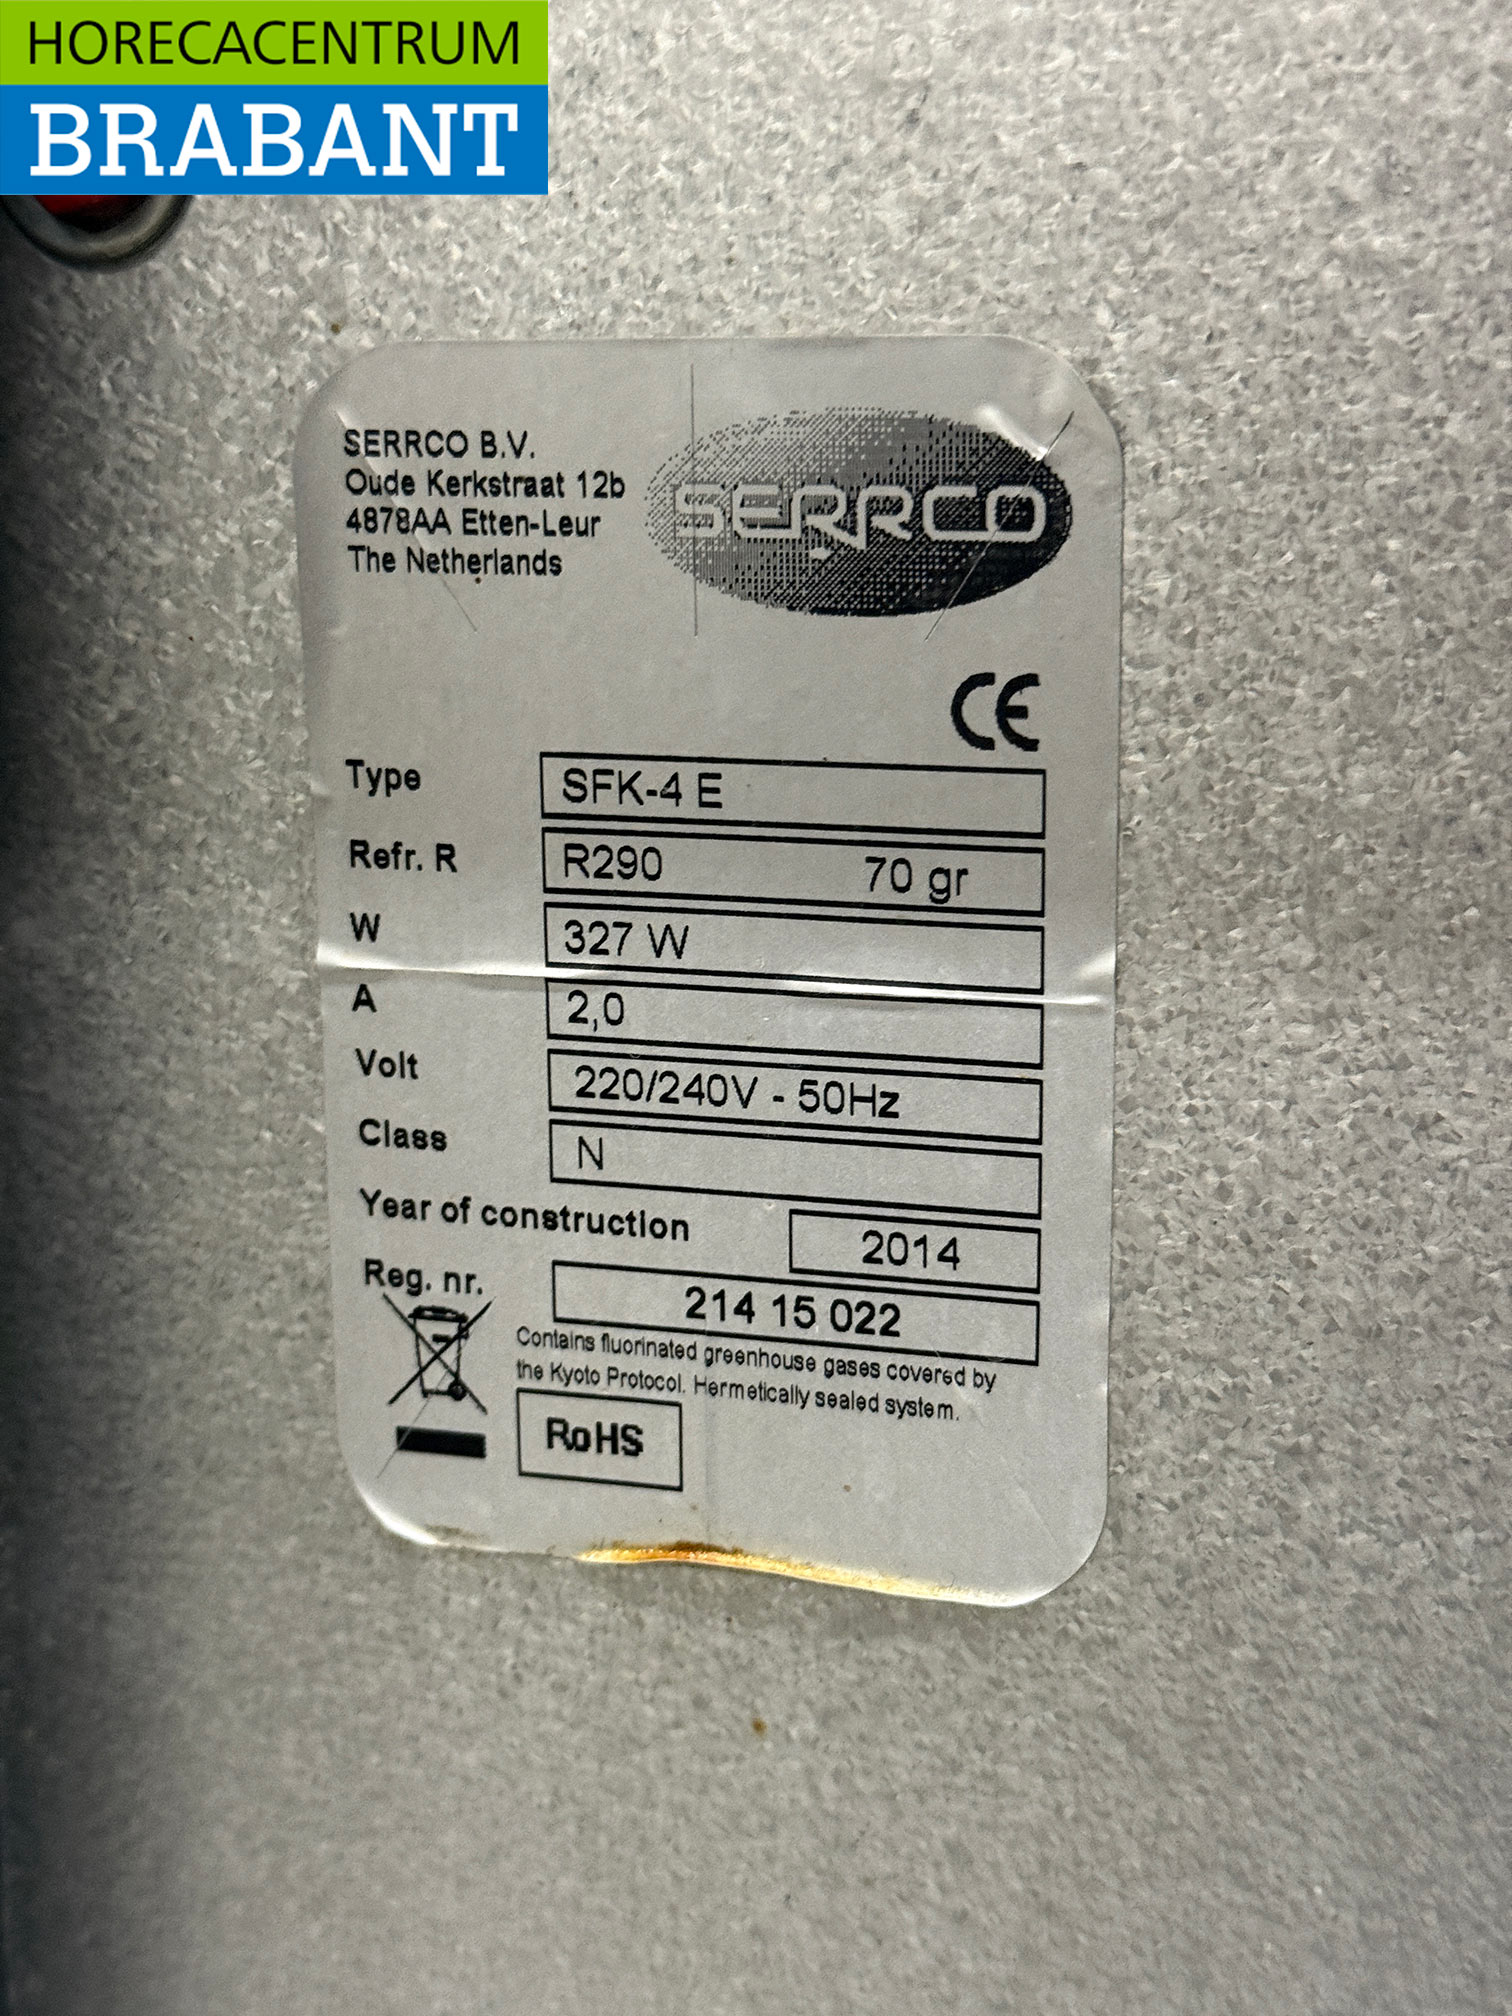 HORECACENTRUM
BRABANT
SERRCO B.V.
Oude Kerkstraat 12b
4878AA Etten-Leur
The Netherlands
SERRCO
CE
Type SFK-4 E
Refr. R R290 70 gr
W 327 W
A 2,0
Volt 220/240V - 50Hz
Class N
Year of construction 2014
Reg. nr. 214 15 022
Contains fluorinated greenhouse gases covered by
the Kyoto Protocol. Hermetically sealed system.
RoHS